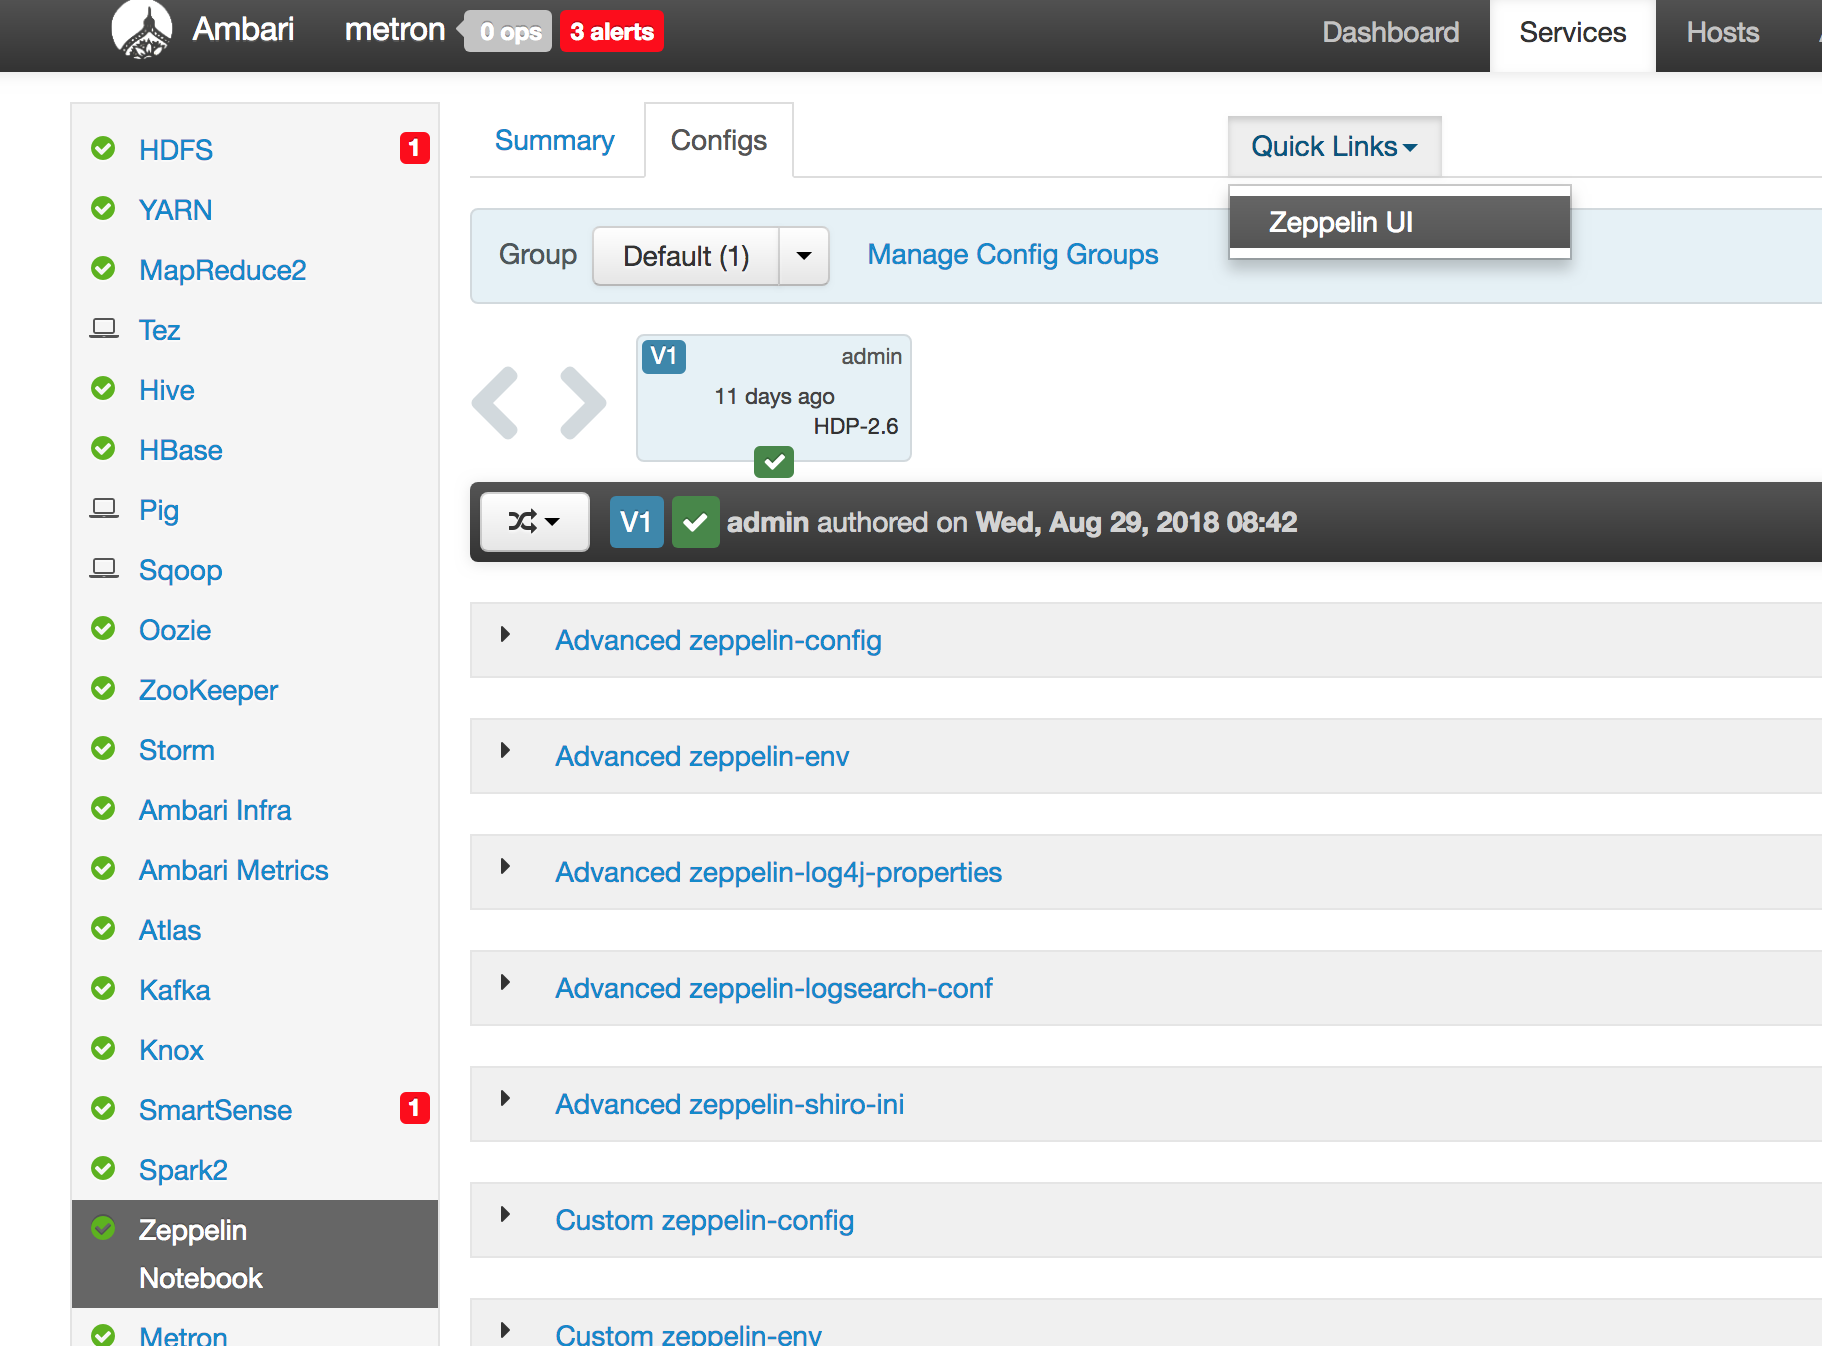 Ambari metron 0 ops 3 alerts Dashboard Services Hosts
HDFS 1
YARN
MapReduce2
Tez
Hive
HBase
Pig
Sqoop
Oozie
ZooKeeper
Storm
Ambari Infra
Ambari Metrics
Atlas
Kafka
Knox
SmartSense 1
Spark2
Zeppelin
Notebook
Metron
Summary Configs Quick Links
Zeppelin UI
Group Default (1) Manage Config Groups
V1 admin
11 days ago
HDP-2.6
V1 admin authored on Wed, Aug 29, 2018 08:42
Advanced zeppelin-config
Advanced zeppelin-env
Advanced zeppelin-log4j-properties
Advanced zeppelin-logsearch-conf
Advanced zeppelin-shiro-ini
Custom zeppelin-config
Custom zeppelin-env